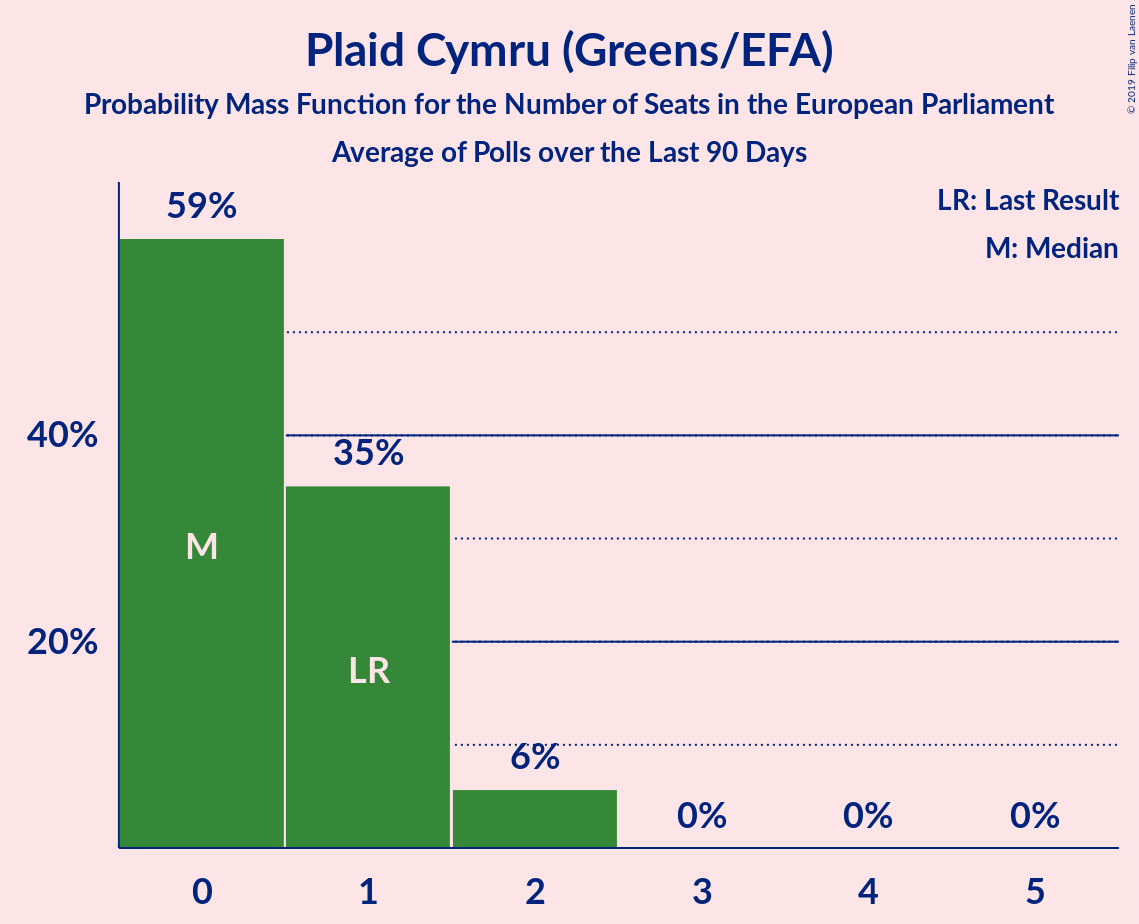 Plaid Cymru (Greens/EFA)
Probability Mass Function for the Number of Seats in the European Parliament
Average of Polls over the Last 90 Days
© 2019 Filip van Laenen
LR: Last Result
M: Median
59%
40%
35%
M
20%
LR
6%
0% 0% 0%
0 1 2 3 4 5